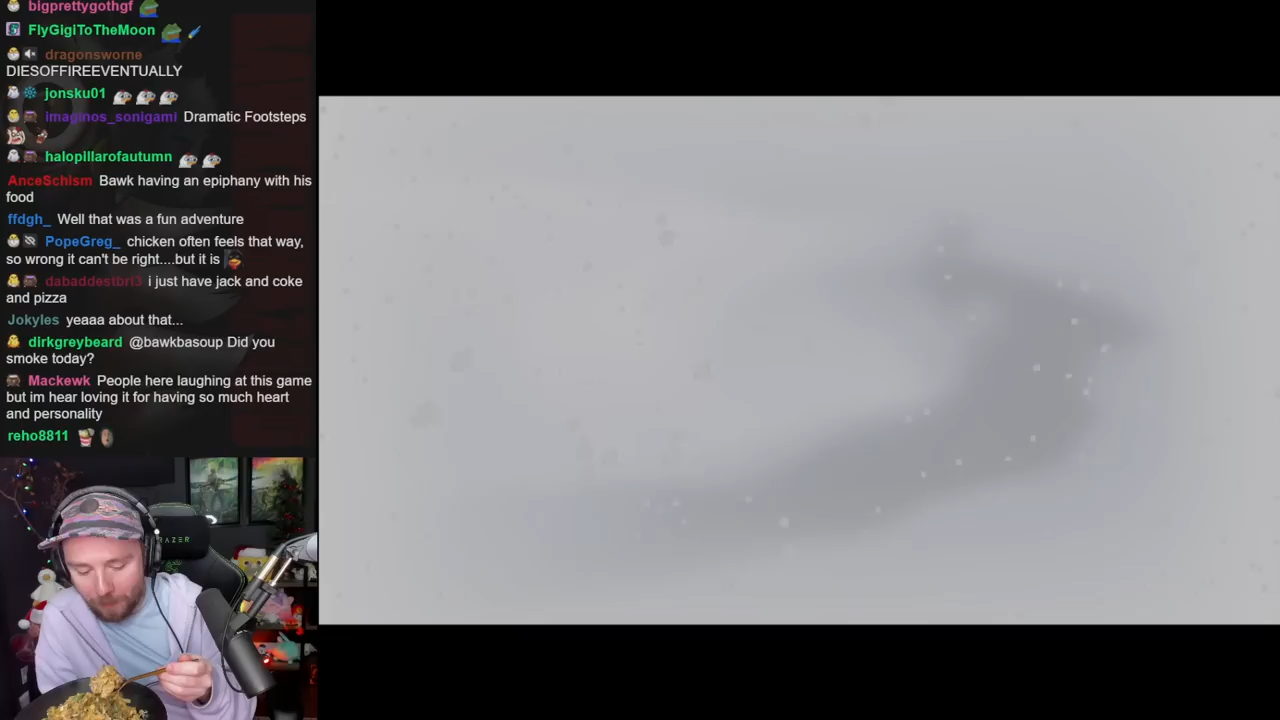 bigprettygothgf
FlyGigiToTheMoon
dragonsworne
DIESOFFIREEVENTUALLY
jonsku01
imaginos_sonigami Dramatic Footsteps
halopillarofautumn
AnceSchism Bawk having an epiphany with his
food
ffdgh_ Well that was a fun adventure
PopeGreg_ chicken often feels that way,
so wrong it can't be right....but it is
dabaddestbri3 i just have jack and coke
and pizza
Jokyles yeaaa about that...
dirkgreybeard @bawkbasoup Did you
smoke today?
Mackewk People here laughing at this game
but im hear loving it for having so much heart
and personality
reho8811
RAZER